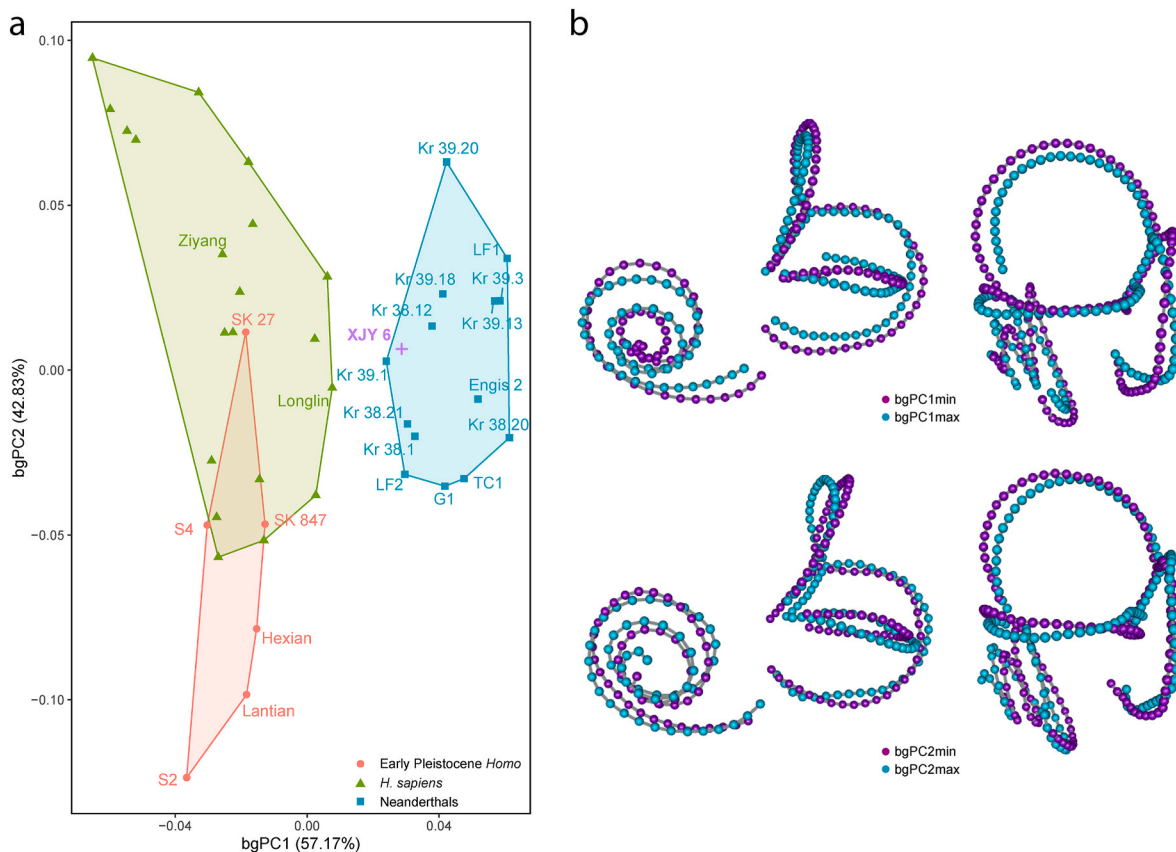 a
b
0.10
0.05
0.00
−0.05
−0.10
bgPC2 (42.83%)
Kr 39.20
LF1
Ziyang
Kr 39.18
Kr 39.3
Kr 38.12
Kr 39.13
SK 27
XJY 6
Kr 39.1
Engis 2
Longlin
Kr 38.21
Kr 38.20
Kr 38.1
LF2
TC1
G1
S4
SK 847
Hexian
Lantian
S2
Early Pleistocene Homo
H. sapiens
Neanderthals
−0.04
0.00
0.04
bgPC1 (57.17%)
bgPC1min
bgPC1max
bgPC2min
bgPC2max